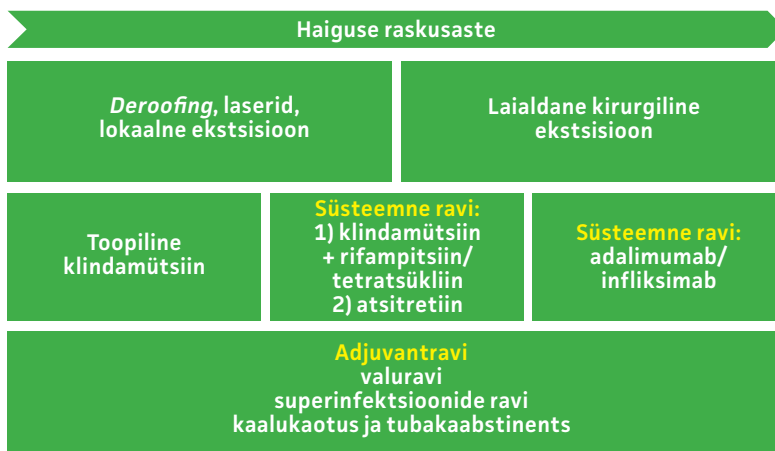 Haiguse raskusaste
Deroofing, laserid,
lokaalne ekstsisioon
Laialdane kirurgiline
ekstsisioon
Toopiline
klindamütsiin
Süsteemne ravi:
1) klindamütsiin
+ rifampitsiin/
tetratsükliin
2) atsitretiin
Süsteemne ravi:
adalimumab/
infliksimab
Adjuvantravi
valuravi
superinfektsioonide ravi
kaalukaotus ja tubakaabstinents